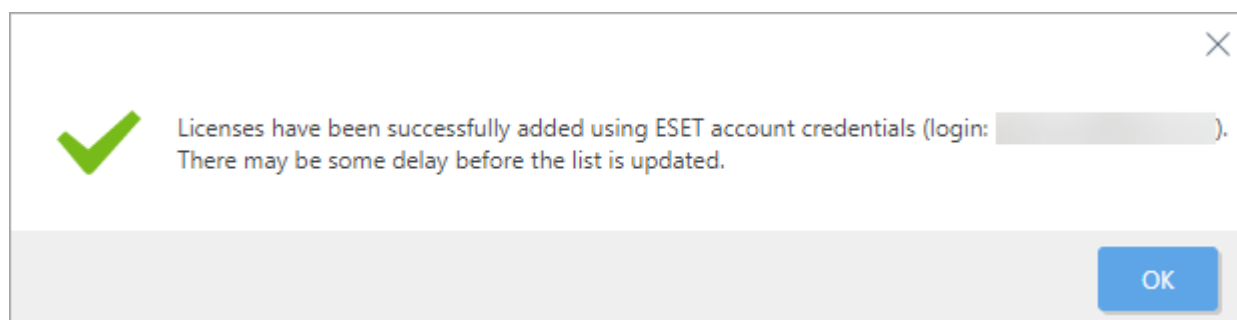 Licenses have been successfully added using ESET account credentials (login: ).
There may be some delay before the list is updated.
OK